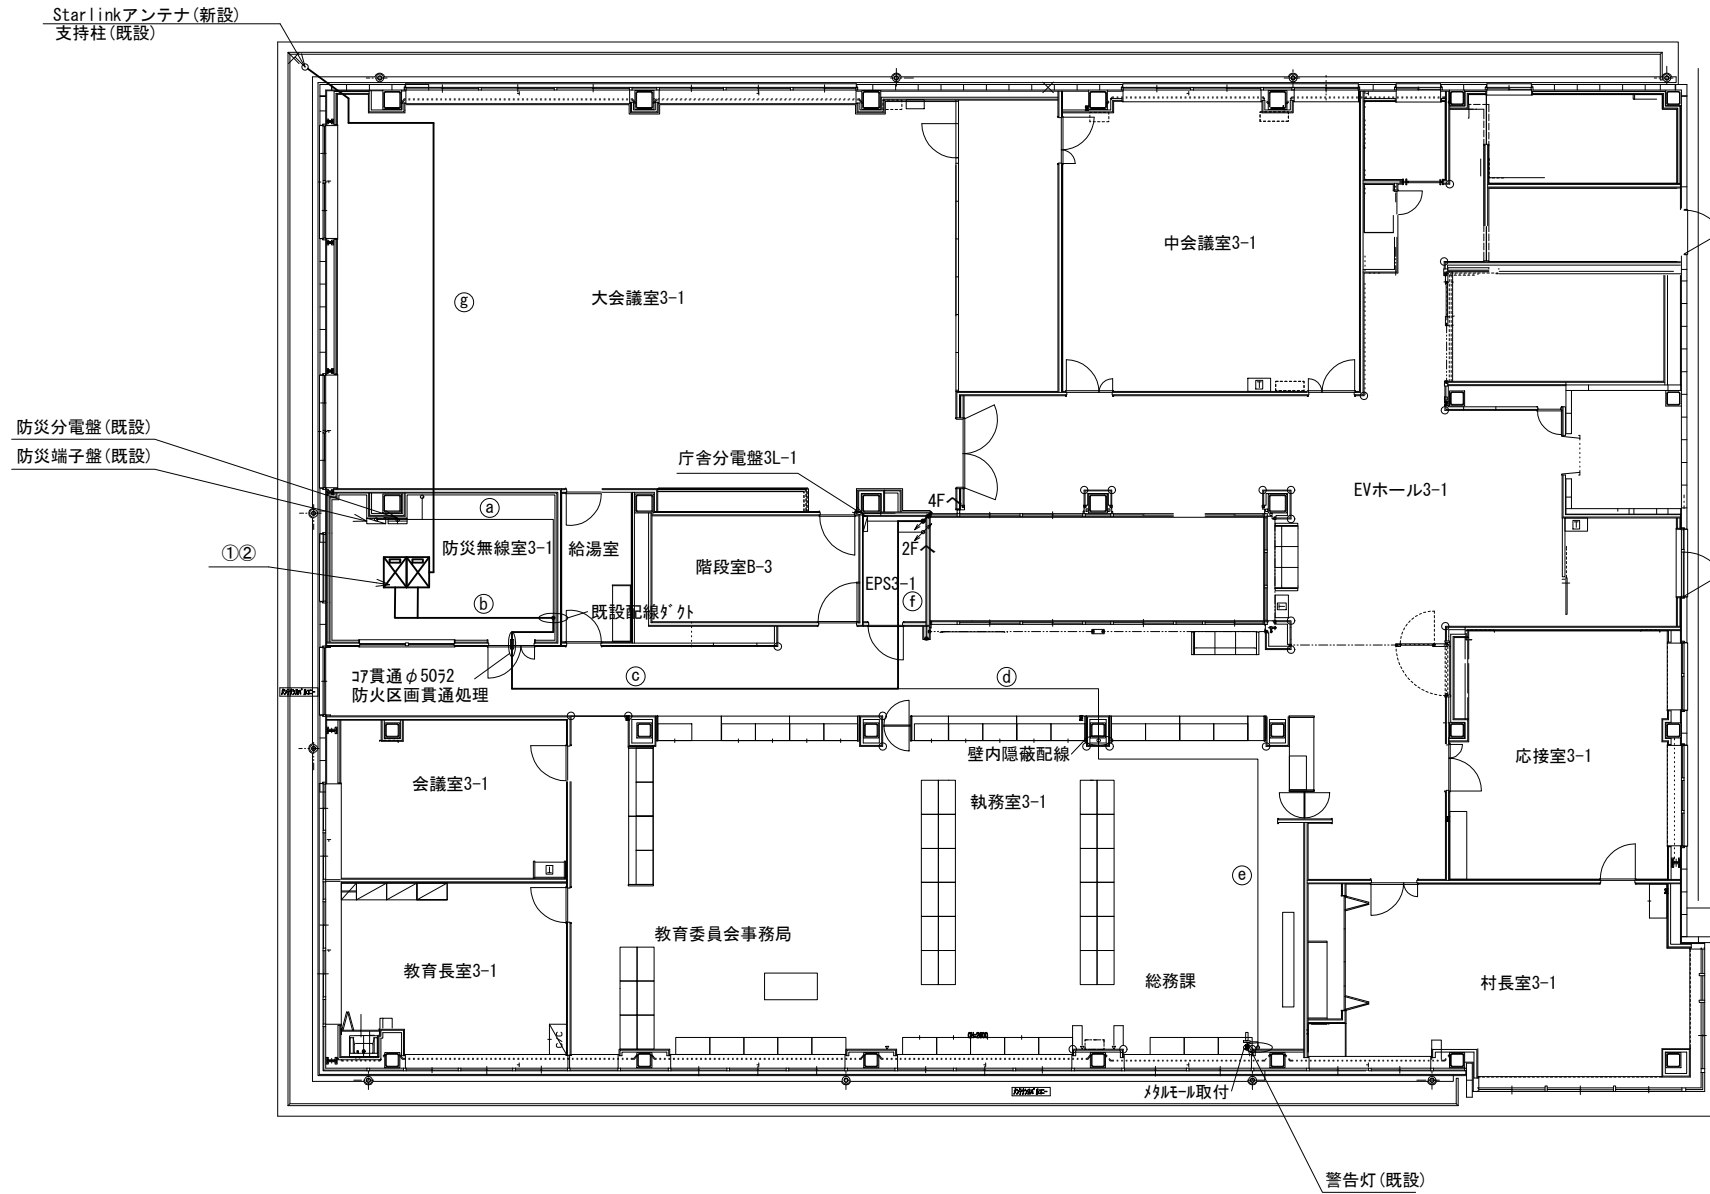 Starlinkアンテナ(新設)
支持柱(既設)
中会議室3-1
大会議室3-1
ⓖ
防災分電盤(既設)
防災端子盤(既設)
庁舎分電盤3L-1
4Fへ
EVホール3-1
ⓐ
①②
防災無線室3-1
給湯室
2Fへ
階段室B-3
EPS3-1
ⓕ
ⓑ
既設配線ﾀﾞｸﾄ
ｺｱ貫通φ50ﾗ2
防火区画貫通処理
ⓒ
ⓓ
壁内隠蔽配線
会議室3-1
執務室3-1
応接室3-1
ⓔ
教育委員会事務局
教育長室3-1
総務課
村長室3-1
ﾒﾀﾙﾓｰﾙ取付
警告灯(既設)